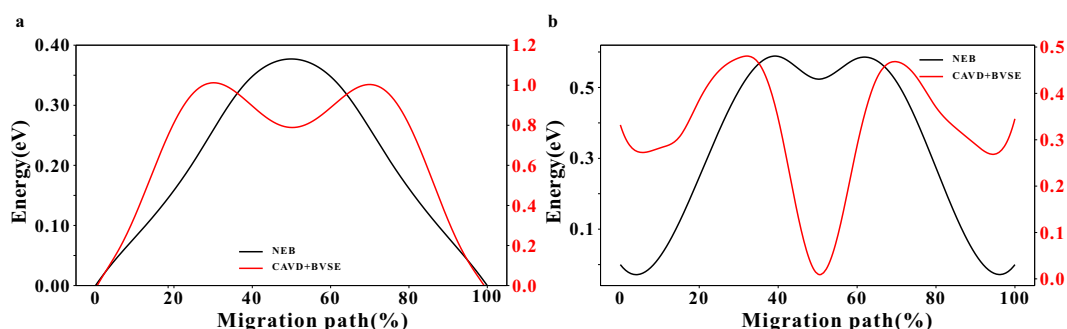 a
Energy(eV)
0.40
0.30
0.20
0.10
0.00
1.2
1.0
0.8
0.6
0.4
0.2
0.0
NEB
CAVD+BVSE
0 20 40 60 80 100
Migration path(%)
b
Energy(eV)
0.5
0.3
0.1
0.5
0.4
0.3
0.2
0.1
0.0
NEB
CAVD+BVSE
0 20 40 60 80 100
Migration path(%)